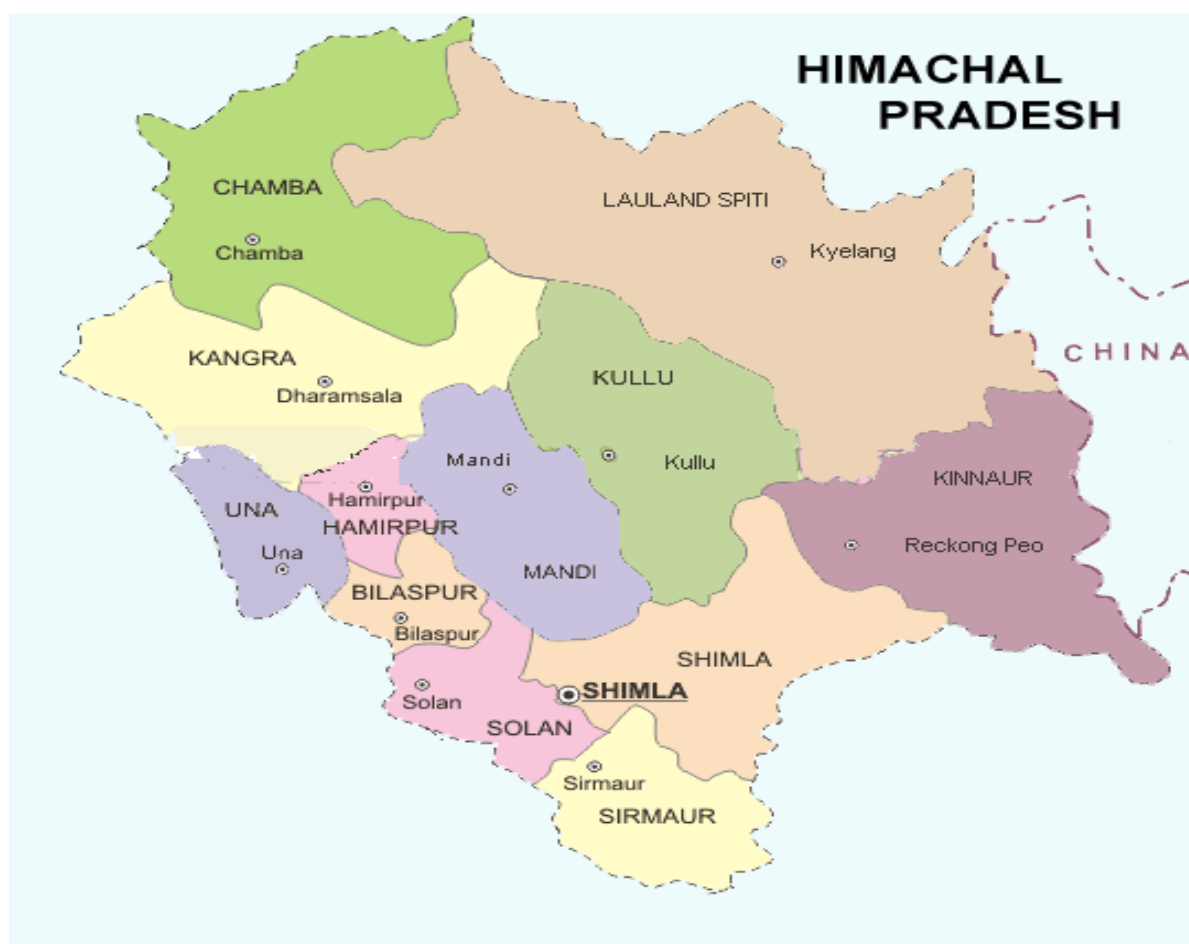 HIMACHAL
PRADESH
CHAMBA
Chamba
LAULAND SPITI
Kyelang
CHINA
KANGRA
Dharamsala
KULLU
Kullu
Mandi
MANDI
KINNAUR
Reckong Peo
UNA
Una
Hamirpur
HAMIRPUR
BILASPUR
Bilaspur
SHIMLA
SHIMLA
Solan
SOLAN
Sirmaur
SIRMAUR